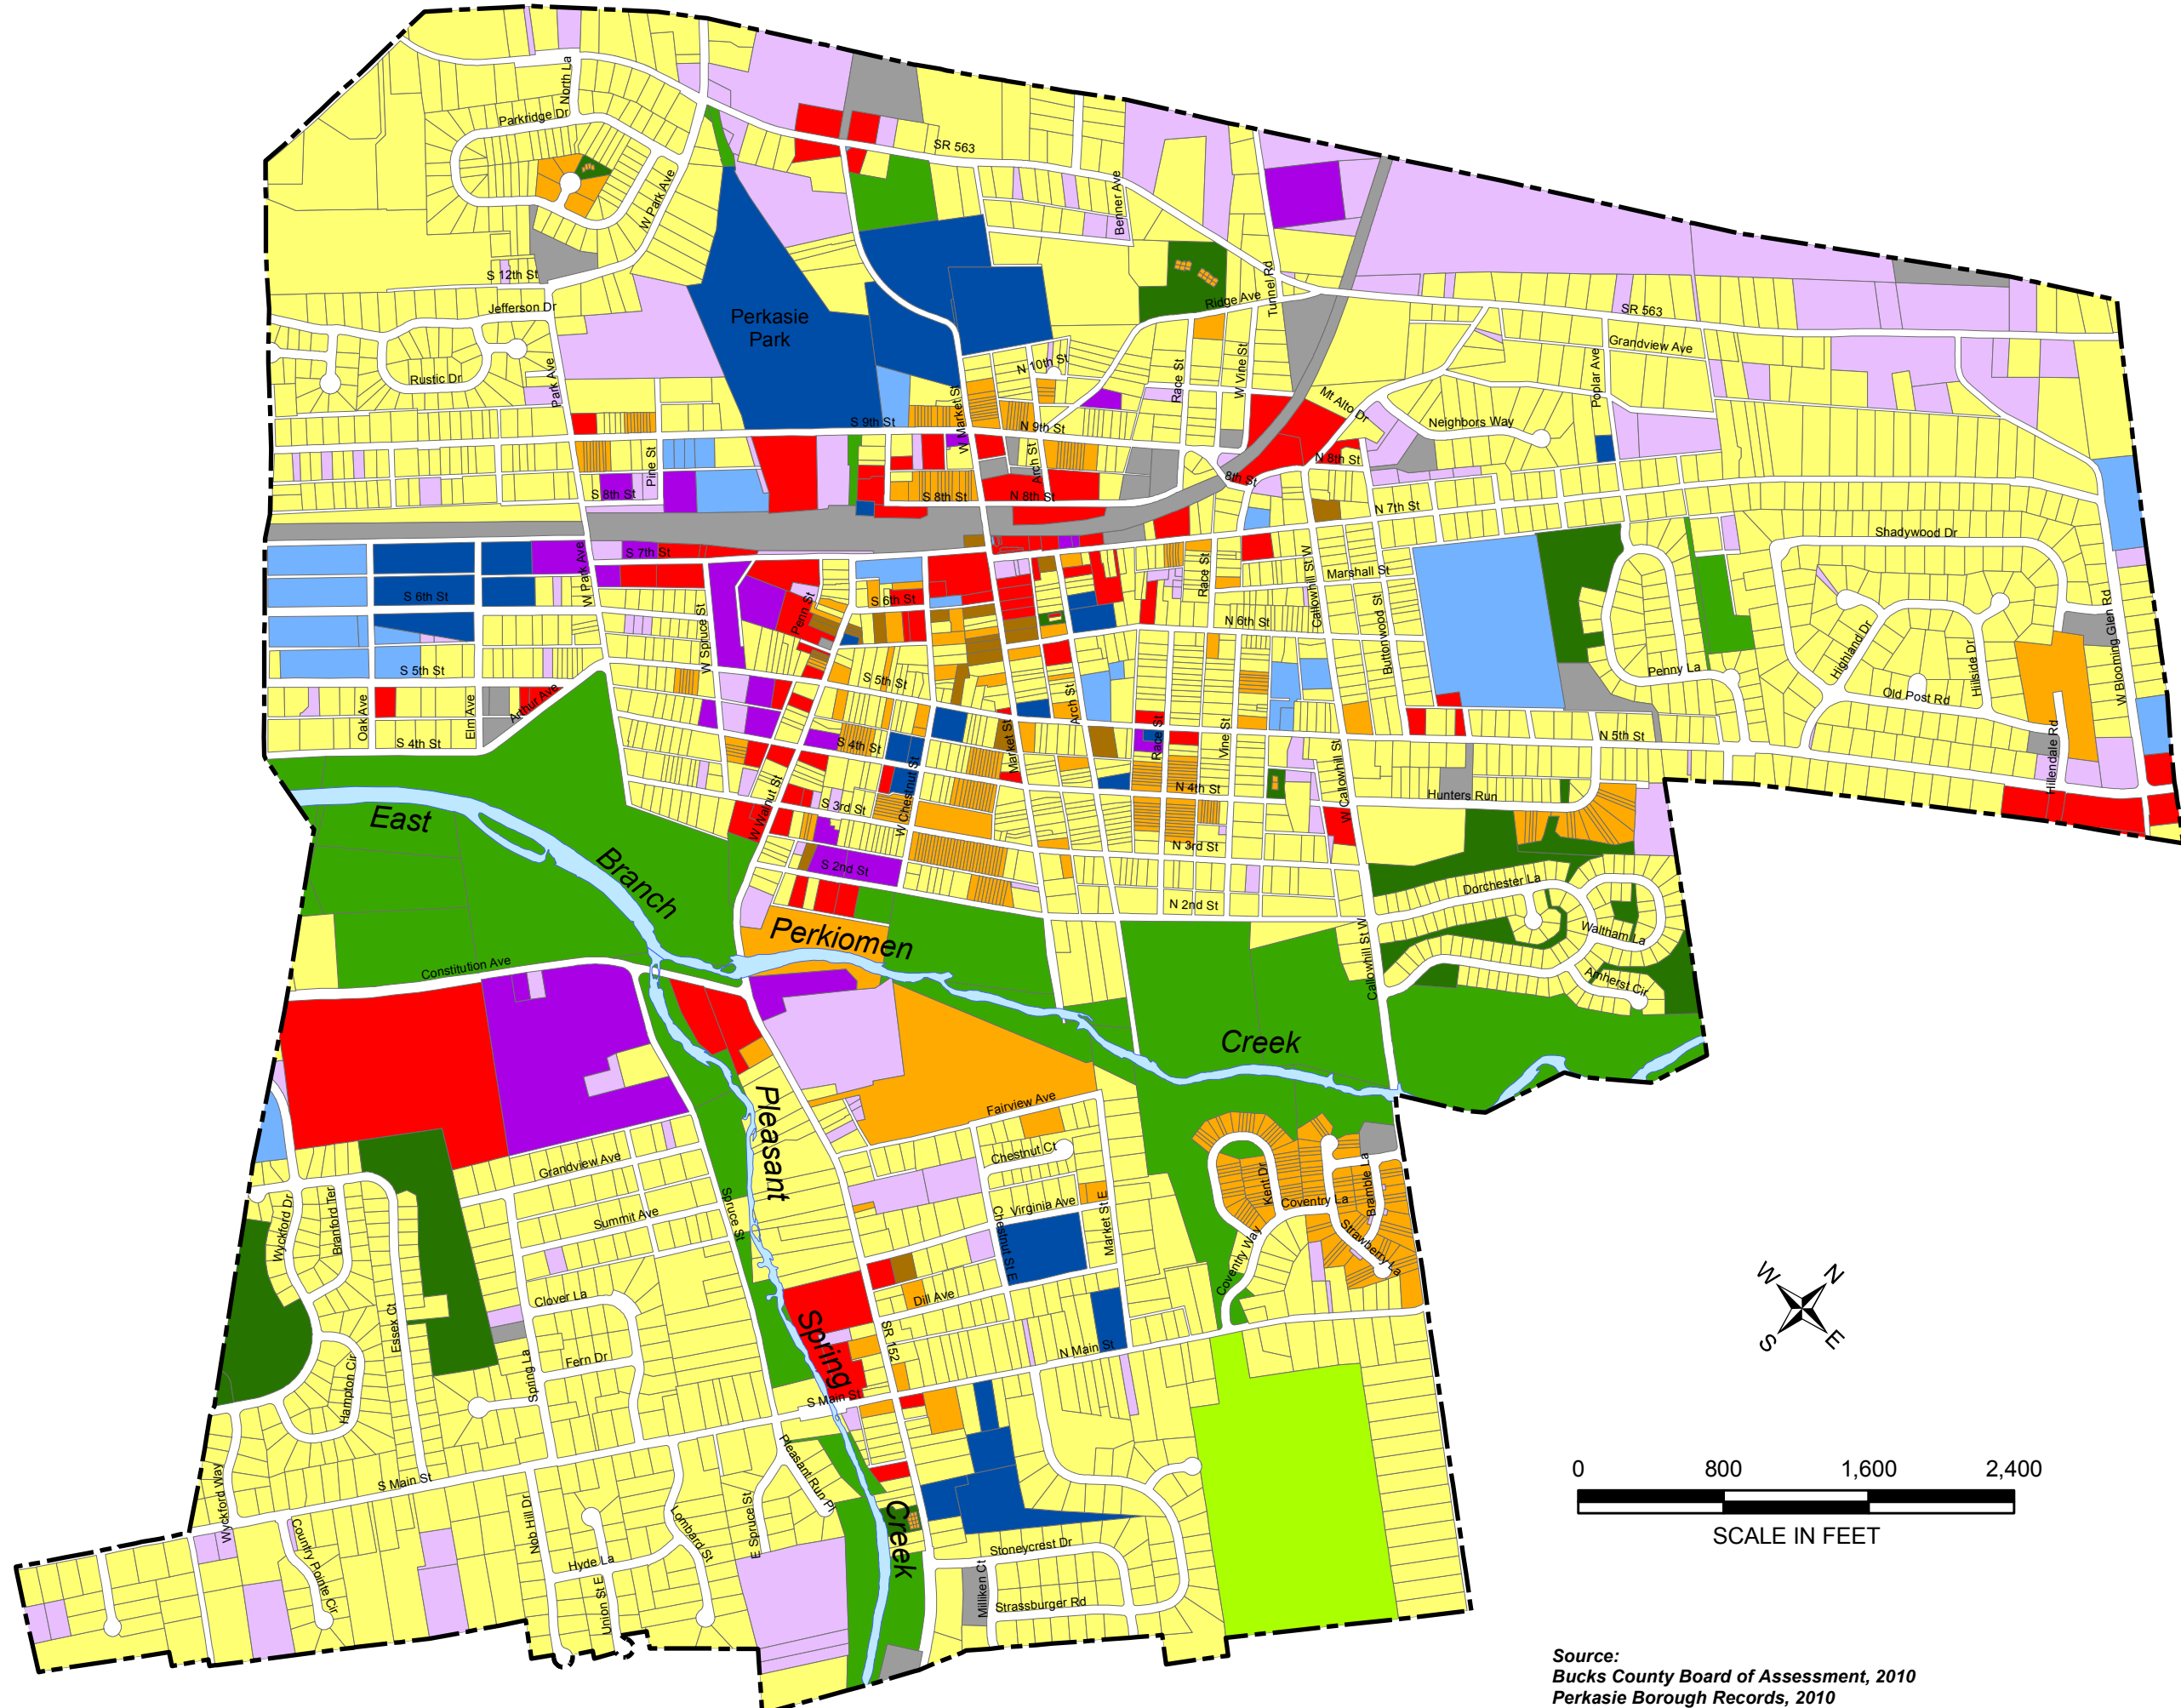 North La
Parkridge Dr
SR 563
W Park Ave
Benner Ave
S 12th St
Tunnel Rd
Ridge Ave
Jefferson Dr
SR 563
Perkasie
Park
Grandview Ave
N 10th St
Race St
W Vine St
Poplar Ave
Rustic Dr
Park Ave
Mt Alto Dr
W Market St
S 9th St
N 9th St
Neighbors Way
Pine St
Arch St
N 8th St
8th St
S 8th St
S 8th St
N 8th St
N 7th St
Shadywood Dr
S 7th St
W Park Ave
Race St
Callowhill St W
Marshall St
S 6th St
Penn St
S 6th St
W Spruce St
N 6th St
Buttonwood St
W Blooming Glen Rd
Highland Dr
Hillside Dr
S 5th St
S 5th St
Penny La
Old Post Rd
Arthur Ave
Arch St
Oak Ave
Elm Ave
Market St
Race St
Vine St
S 4th St
S 4th St
N 5th St
W Chestnut St
W Callowhill St
Hillendale Rd
East
W Walnut St
S 3rd St
N 4th St
Hunters Run
Branch
S 2nd St
N 3rd St
Dorchester La
N 2nd St
Perkiomen
Callowhill St W
Waltham La
Constitution Ave
Amherst Cir
Creek
Pleasant
Fairview Ave
Chestnut Ct
Grandview Ave
Kent Dr
Bramble La
Wyckford Dr
Branford Ter
Spruce St
Virginia Ave
Market St E
Coventry La
Summit Ave
Chestnut St E
Strawberry La
Coventry Way
W
N
S
E
Essex Ct
Clover La
Dill Ave
Spring
SR 152
Fern Dr
N Main St
Spring La
Hampton Cir
S Main St
Pleasant Run Pl
0 800 1,600 2,400
SCALE IN FEET
S Main St
Wyckford Way
Creek
Nob Hill Dr
Lombard St
E Spruce St
Country Pointe Cir
Hyde La
Stoneycrest Dr
Union St E
Milliken Ct
Strassburger Rd
Source:
Bucks County Board of Assessment, 2010
Perkasie Borough Records, 2010